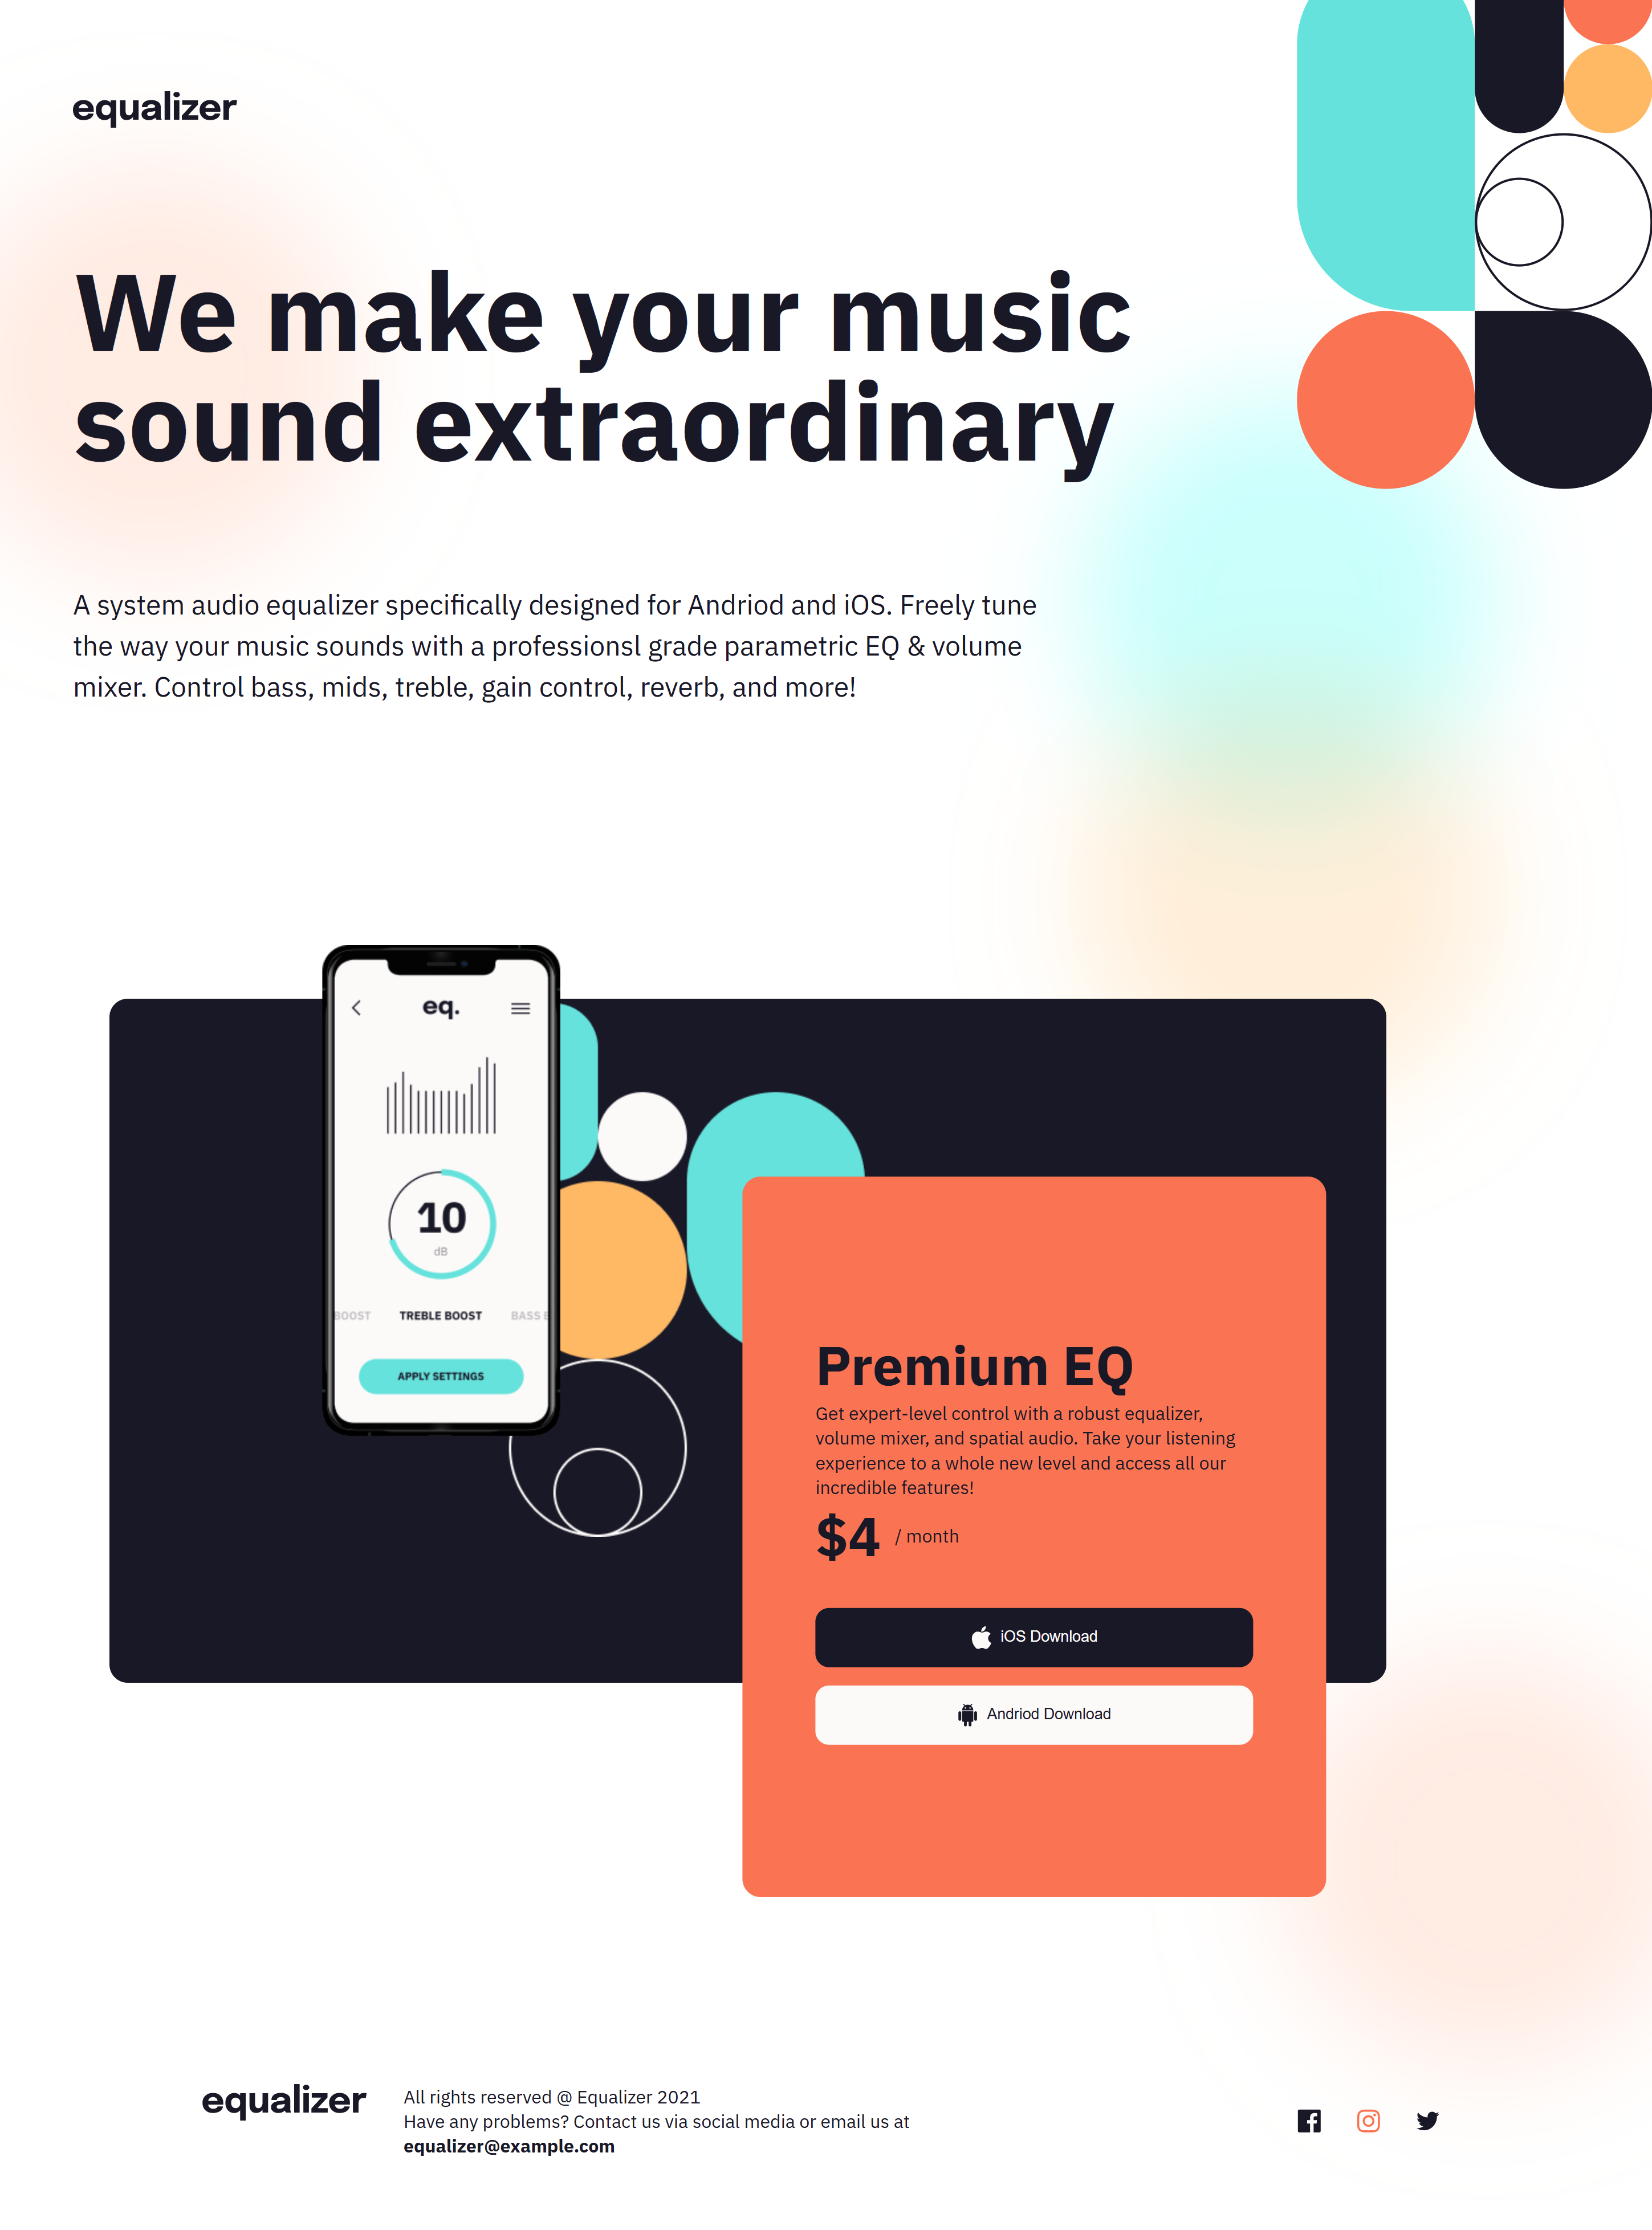 equalizer
We make your music
sound extraordinary
A system audio equalizer specifically designed for Andriod and iOS. Freely tune
the way your music sounds with a professionsl grade parametric EQ & volume
mixer. Control bass, mids, treble, gain control, reverb, and more!
eq.
10
dB
BOOST TREBLE BOOST BASS B
APPLY SETTINGS
Premium EQ
Get expert-level control with a robust equalizer,
volume mixer, and spatial audio. Take your listening
experience to a whole new level and access all our
incredible features!
$4 / month
iOS Download
Andriod Download
equalizer
All rights reserved @ Equalizer 2021
Have any problems? Contact us via social media or email us at
equalizer@example.com